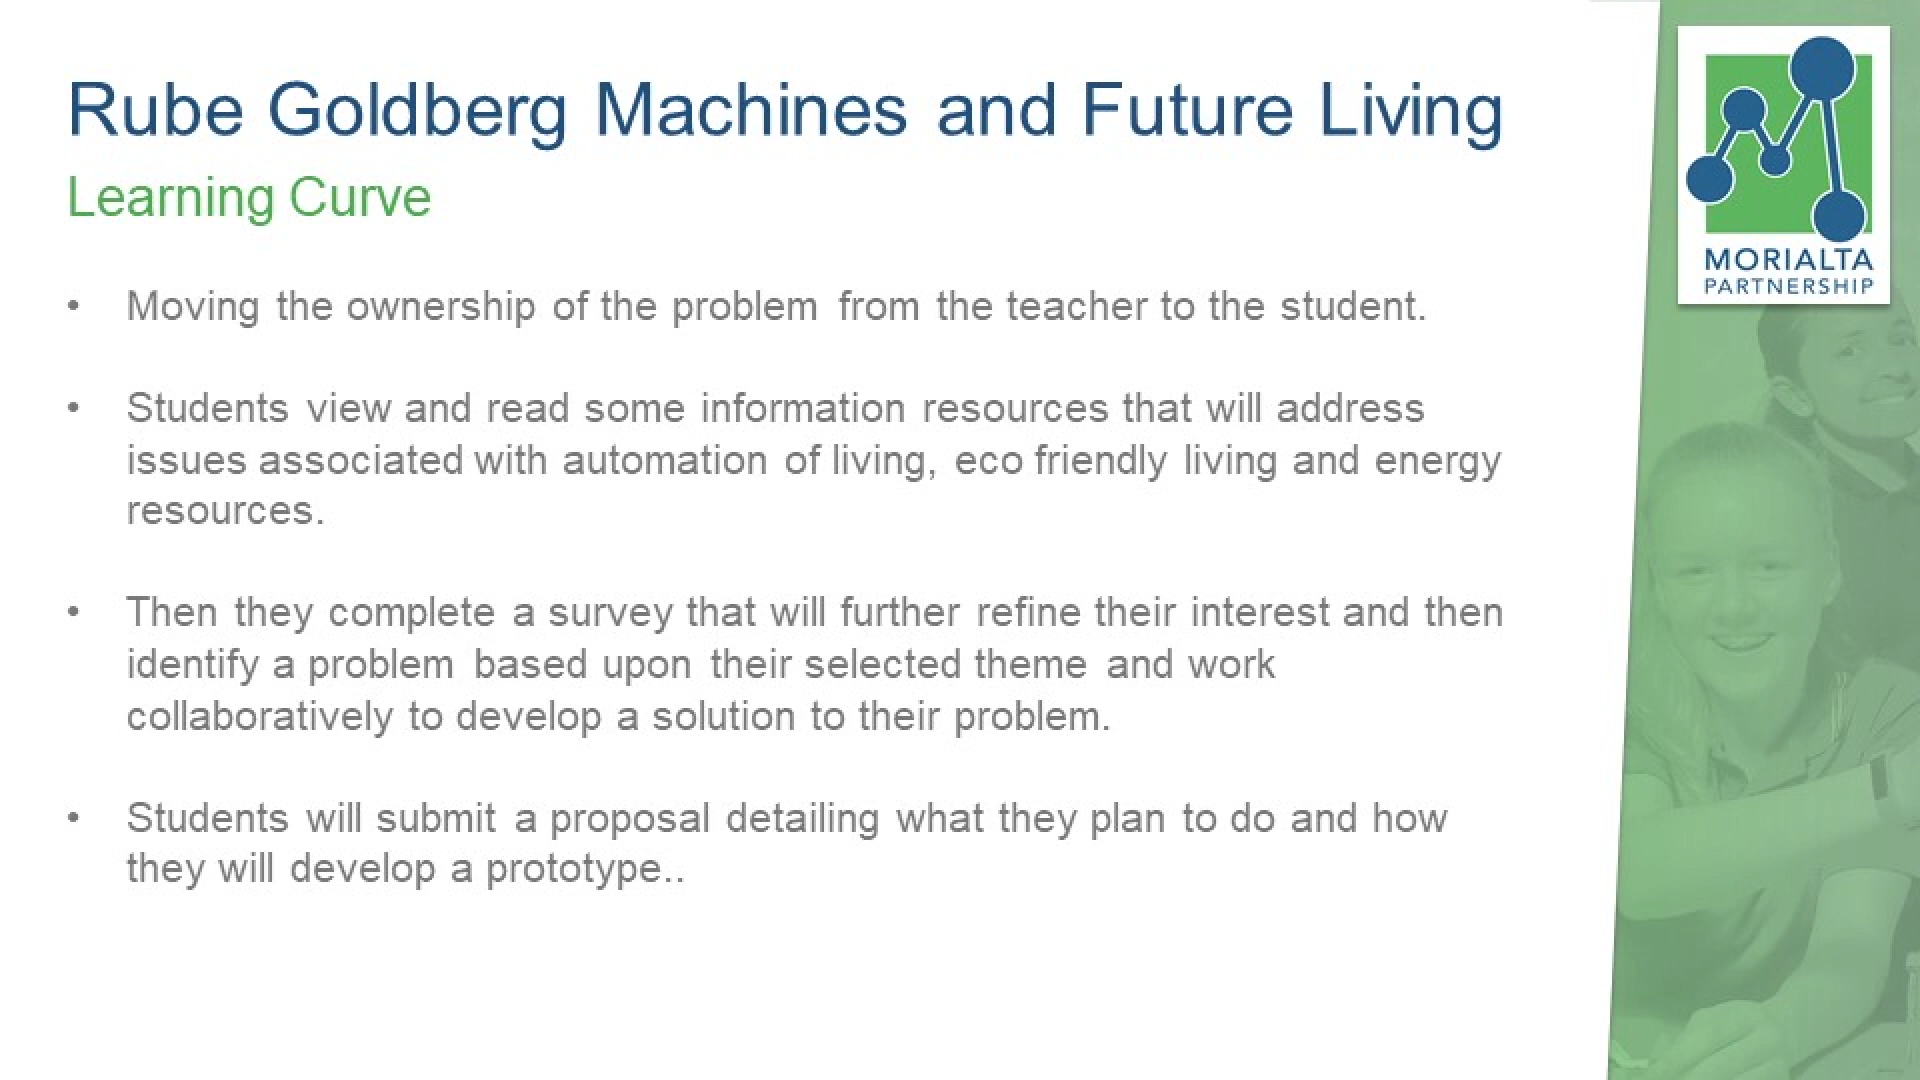 Rube Goldberg Machines and Future Living
Learning Curve
• Moving the ownership of the problem from the teacher to the student.
• Students view and read some information resources that will address
issues associated with automation of living, eco friendly living and energy
resources.
• Then they complete a survey that will further refine their interest and then
identify a problem based upon their selected theme and work
collaboratively to develop a solution to their problem.
• Students will submit a proposal detailing what they plan to do and how
they will develop a prototype..
MORIALTA
PARTNERSHIP